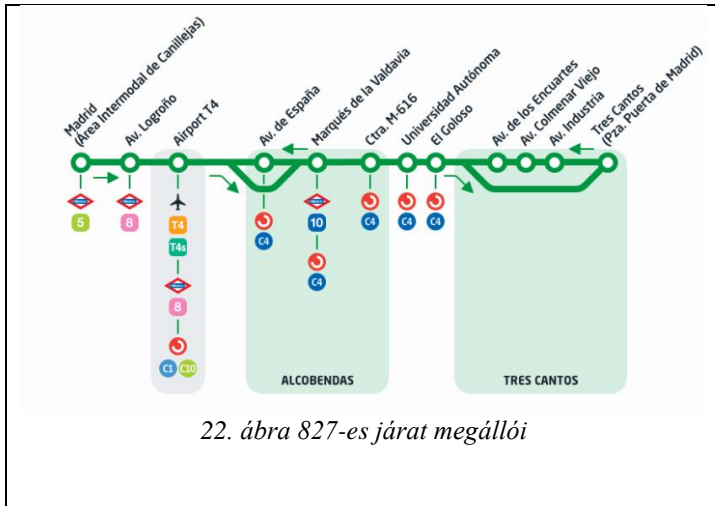 Madrid
(Área Intermodal de Canillejas)
Av. Logroño
Airport T4
Av. de España
Marqués de la Valdavia
Ctra. M-616
Universidad Autónoma
El Goloso
Av. de los Encuartes
Av. Colmenar Viejo
Av. Industria
Tres Cantos
(Pza. Puerta de Madrid)
5
8
T4
T4s
8
C1 C10
C4
10
C4
C4
C4
C4
ALCOBENDAS
TRES CANTOS
22. ábra 827-es járat megállói